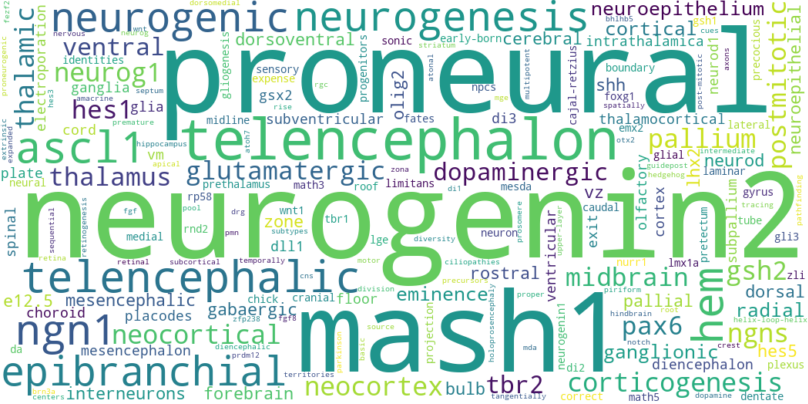 neurogenic neurogenesis neuroepithelium
fezf2 wnt nervous neurog dorsomedial bhlhb5 gsh1 cues
thalamic ventral dorsoventral early-born cerebral cortical intrathalamica
proneural
proneurogenic electroporation identities neurog1 gliogenesis sonic striatum atonal multipotent axons neurod1 precocious postmitotic neuroepithelial
ganglia sensory progenitors olig2 cajal-retzius boundary post-mitotic
hes3 hes1 glia amacrine septum expense gsx2 rgc npcs shh foxg1 spatially
extrinsic expanded cord premature midline subventricular rise fates mge di3 thalamocortical emx2 lateral
ascl1 hippocampus telencephalon otx2 pallium
vm apical atoh7 glutamatergic zona dopaminergic glial lhx2 neurod intermediate guidepost hedgehog laminar
plate neural thalamus prethalamus math3 roof limitans mesda di1 vz olfactory cortex gyrus pathfinding
neurogenin2
spinal sequential retinogenesis fgf pool rp58 wnt1 zone drg tbr1 neuron caudal exit upper-layer subpallium tube tracing
medial rnd2 subtypes pmn dll1 lge diversity prosomere ventricular pretectum gli3
retina retinal subcortical temporally cns motor ciliopathies nurr1 lmx1a zli
telencephalic division precursors rostral midbrain gsh2
e12.5 mesencephalic chick cranial floor eminence proper piriform pallial hem dorsal
choroid placodes gabaergic zfp238 fgf8 projection source holoprosencephaly hindbrain root helix-loop-helix radial
ngn1 neocortical mash1 neurogenin1 notch pax6 ngns
da mesencephalon diencephalic parkinson basic mda ganglionic crest hes5
epibranchial prdm12 territories di2 diencephalon plexus
brn3a centers interneurons forebrain neocortex bulb tbr2 tangentially corticogenesis correct math5 dopamine dentate